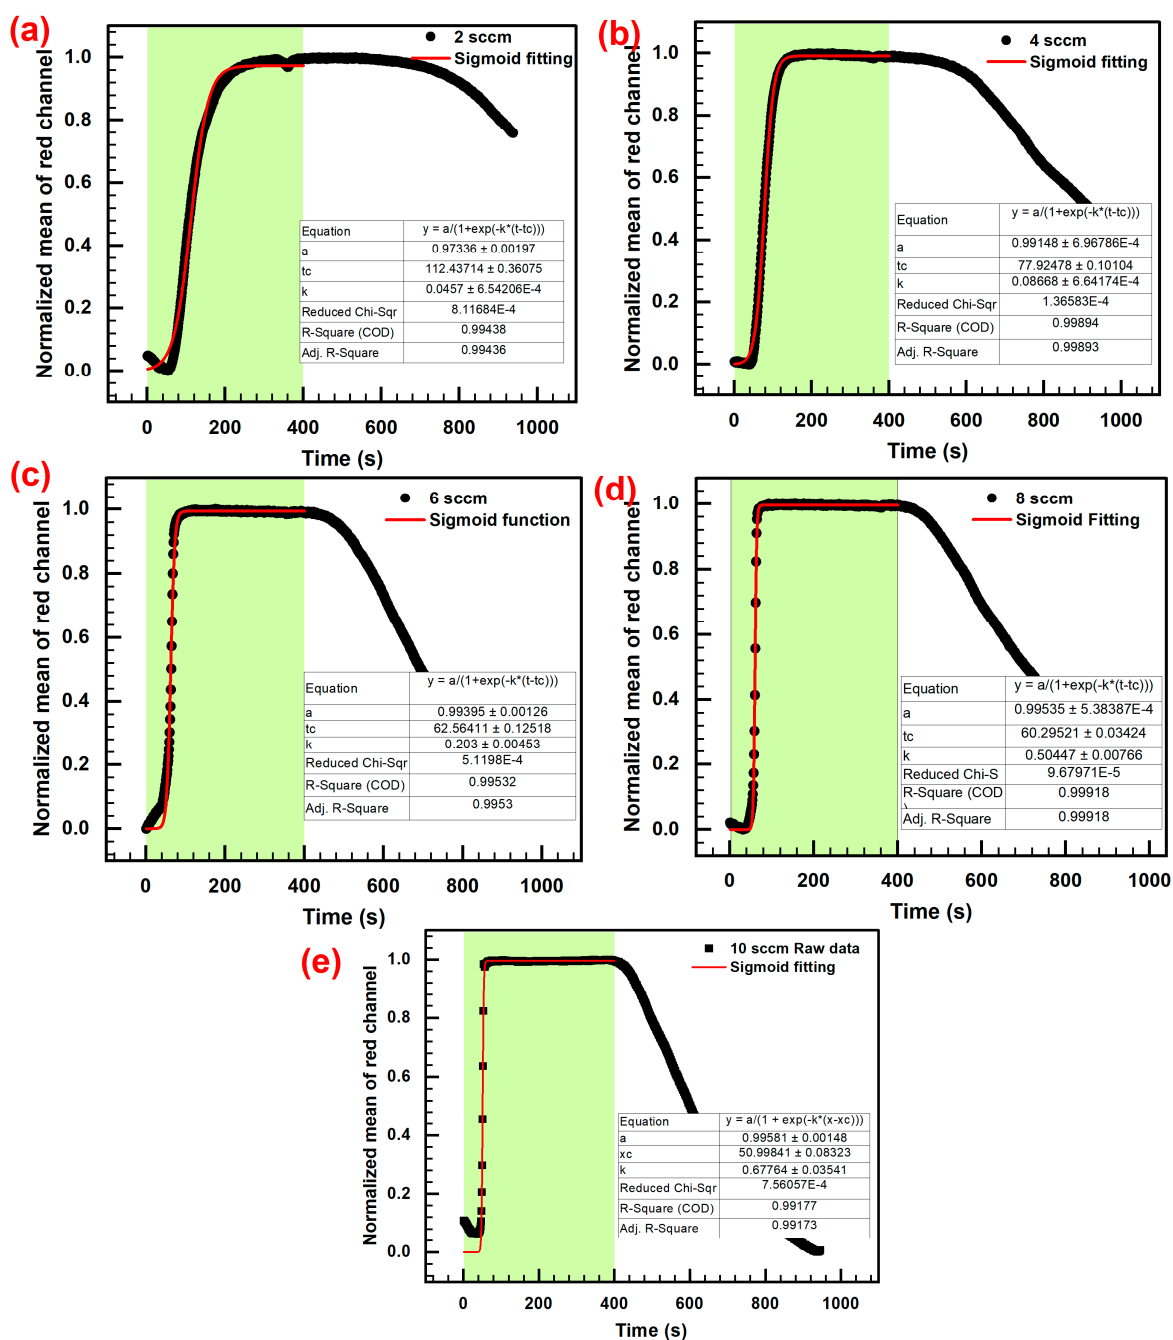 (a)
Normalized mean of red channel
1.0
0.8
0.6
0.4
0.2
0.0
2 sccm
Sigmoid fitting
Equation y = a/(1+exp(-k*(t-tc)))
a 0.97336 ± 0.00197
tc 112.43714 ± 0.36075
k 0.0457 ± 6.54206E-4
Reduced Chi-Sqr 8.11684E-4
R-Square (COD) 0.99438
Adj. R-Square 0.99436
0 200 400 600 800 1000
Time (s)
(b)
Normalized mean of red channel
1.0
0.8
0.6
0.4
0.2
0.0
4 sccm
Sigmoid fitting
Equation y = a/(1+exp(-k*(t-tc)))
a 0.99148 ± 6.96786E-4
tc 77.92478 ± 0.10104
k 0.08668 ± 6.64174E-4
Reduced Chi-Sqr 1.36583E-4
R-Square (COD) 0.99894
Adj. R-Square 0.99893
0 200 400 600 800 1000
Time (s)
(c)
Normalized mean of red channel
1.0
0.8
0.6
0.4
0.2
0.0
6 sccm
Sigmoid function
Equation y = a/(1+exp(-k*(t-tc)))
a 0.99395 ± 0.00126
tc 62.56411 ± 0.12518
k 0.203 ± 0.00453
Reduced Chi-Sqr 5.1198E-4
R-Square (COD) 0.99532
Adj. R-Square 0.9953
0 200 400 600 800 1000
Time (s)
(d)
Normalized mean of red channel
1.0
0.8
0.6
0.4
0.2
0.0
8 sccm
Sigmoid Fitting
Equation y = a/(1+exp(-k*(t-tc)))
a 0.99535 ± 5.38387E-4
tc 60.29521 ± 0.03424
k 0.50447 ± 0.00766
Reduced Chi-S 9.67971E-5
R-Square (COD 0.99918
)
Adj. R-Square 0.99918
0 200 400 600 800 1000
Time (s)
(e)
Normalized mean of red channel
1.0
0.8
0.6
0.4
0.2
0.0
10 sccm Raw data
Sigmoid fitting
Equation y = a/(1 + exp(-k*(x-xc)))
a 0.99581 ± 0.00148
xc 50.99841 ± 0.08323
k 0.67764 ± 0.03541
Reduced Chi-Sqr 7.56057E-4
R-Square (COD) 0.99177
Adj. R-Square 0.99173
0 200 400 600 800 1000
Time (s)